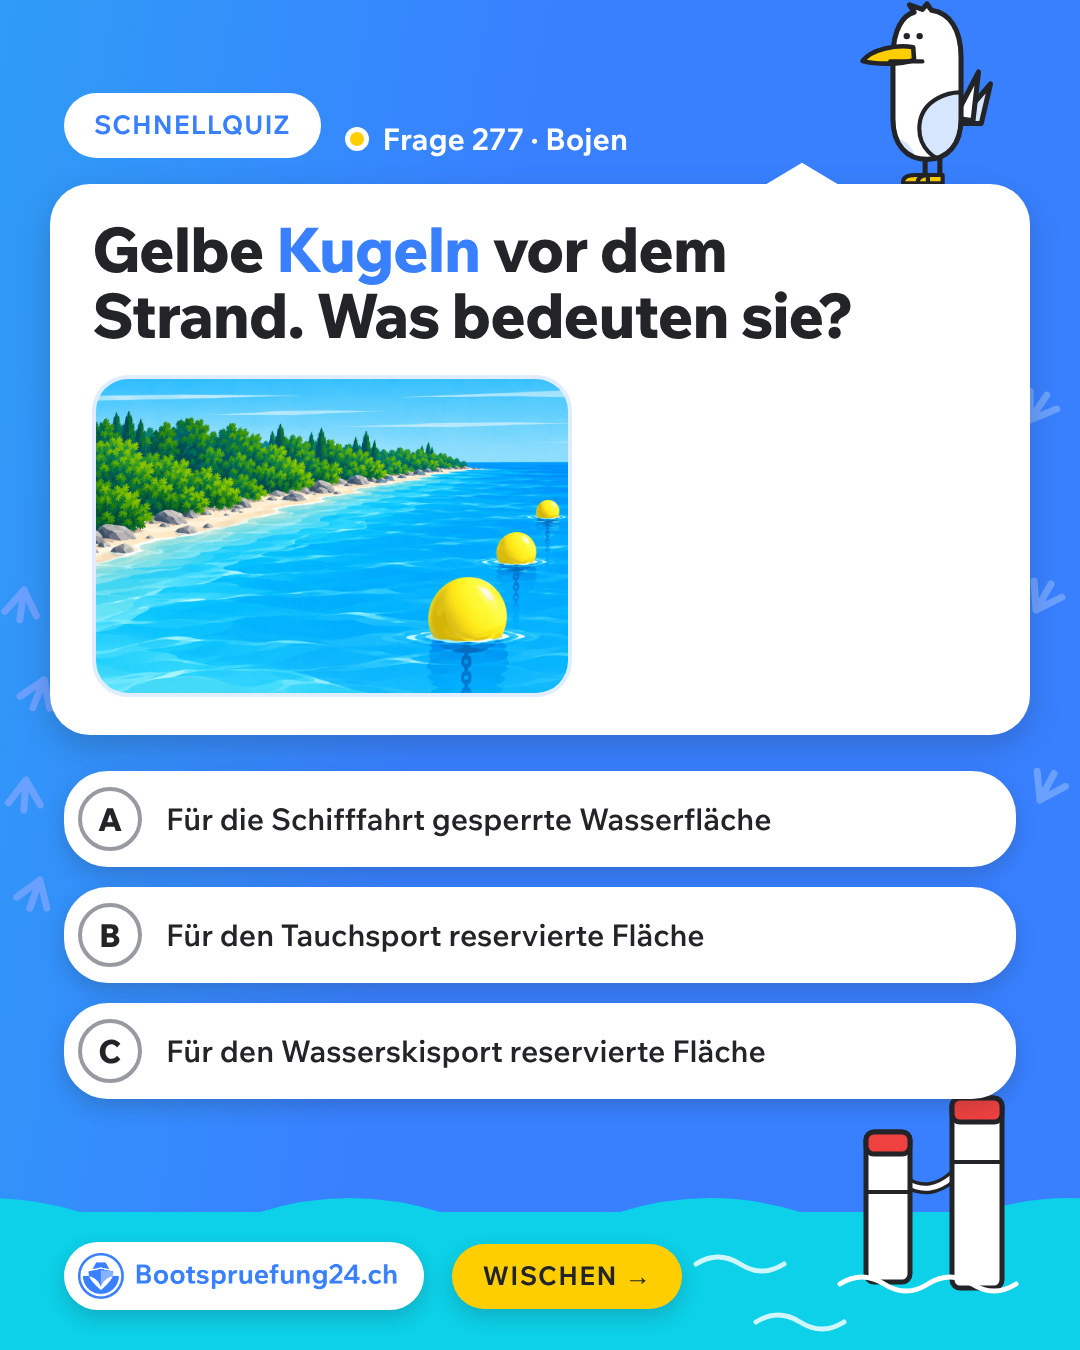 SCHNELLQUIZ
Frage 277 · Bojen
Gelbe Kugeln vor dem
Strand. Was bedeuten sie?
A Für die Schifffahrt gesperrte Wasserfläche
B Für den Tauchsport reservierte Fläche
C Für den Wasserskisport reservierte Fläche
Bootspruefung24.ch
WISCHEN →